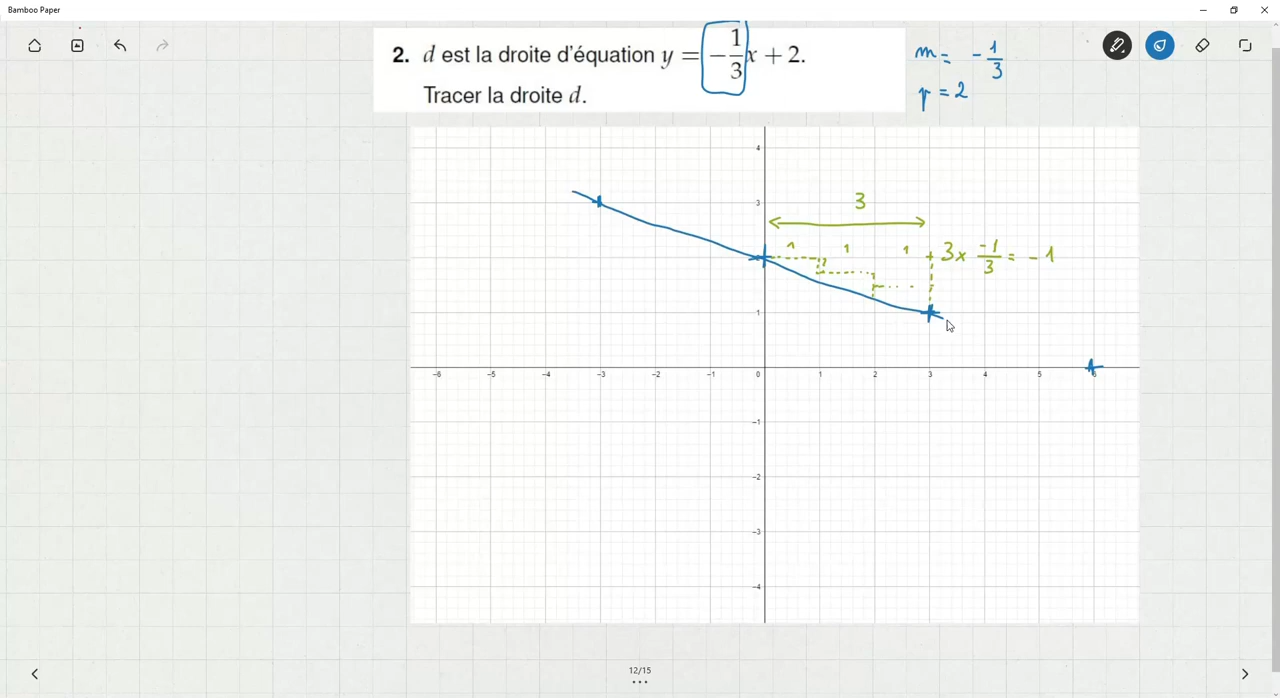 Bamboo Paper
2. d est la droite d'équation y = -1/3 x + 2.
Tracer la droite d.
m = -1/3
p = 2
4
3
3
1 1 1
3 x -1/3 = -1
1
-6 -5 -4 -3 -2 -1 0 1 2 3 4 5 6
-1
-2
-3
-4
12/15